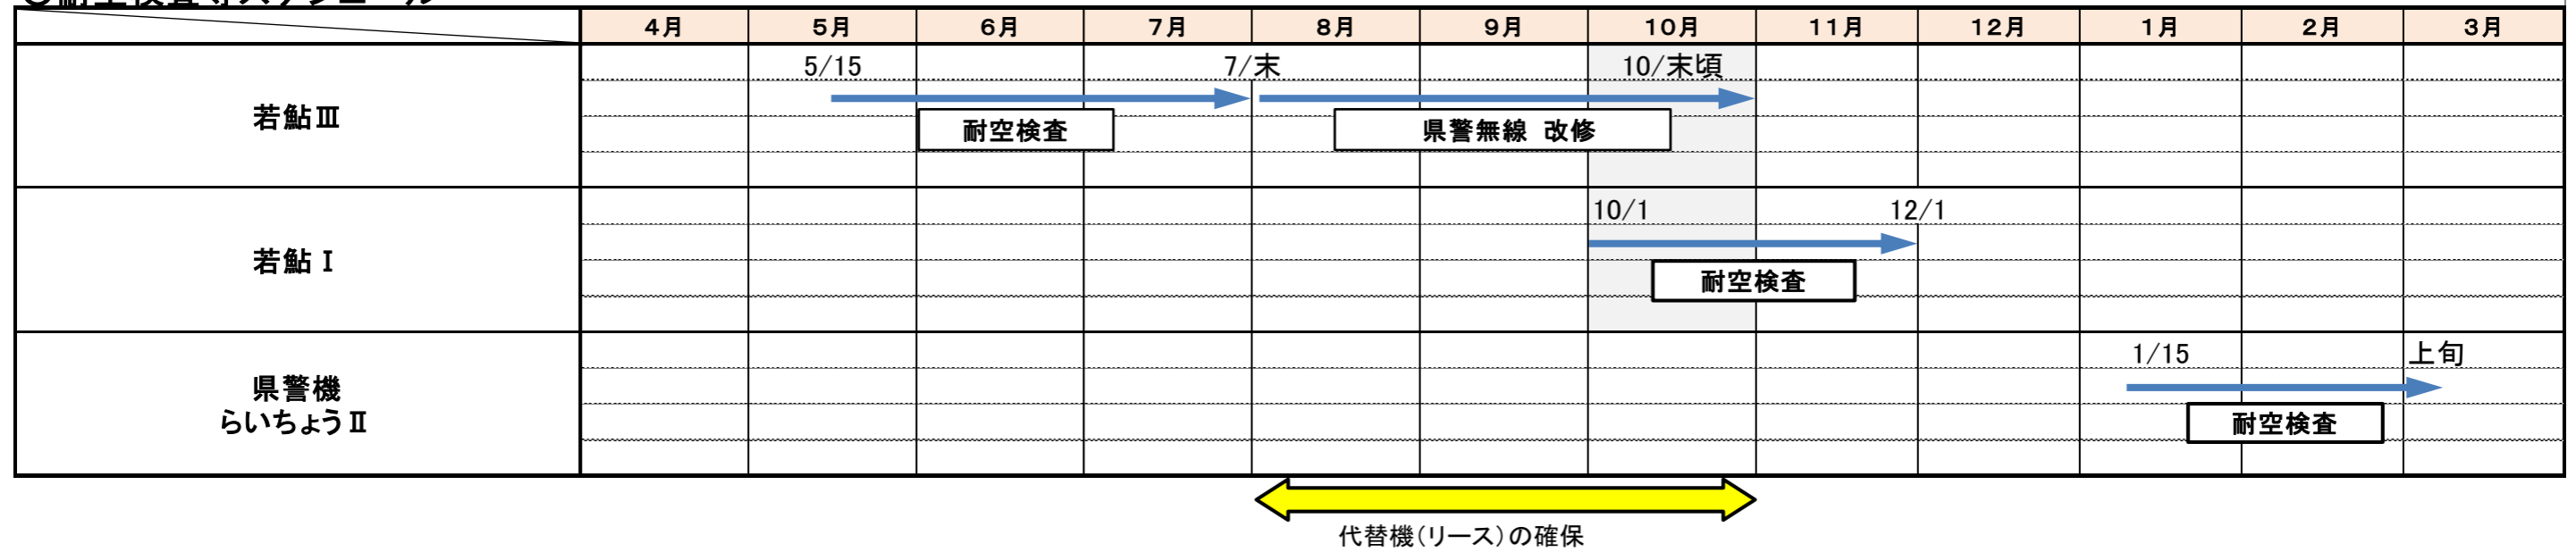 4月 5月 6月 7月 8月 9月 10月 11月 12月 1月 2月 3月
5/15 7/末 10/末頃
若鮎Ⅲ
耐空検査 県警無線 改修
10/1 12/1
若鮎Ⅰ
耐空検査
1/15 上旬
県警機
らいちょうⅡ
耐空検査
代替機(リース)の確保